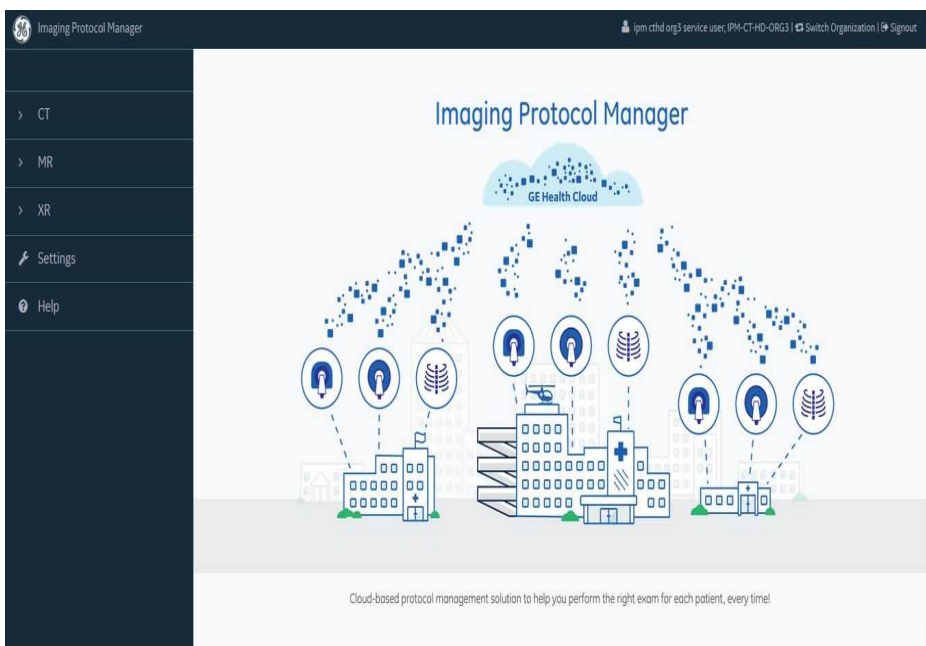 Imaging Protocol Manager
ipm cthd org3 service user, IPM-CT-HD-ORG3 | Switch Organization | Signout
CT
MR
XR
Settings
Help
Imaging Protocol Manager
GE Health Cloud
Cloud-based protocol management solution to help you perform the right exam for each patient, every time!